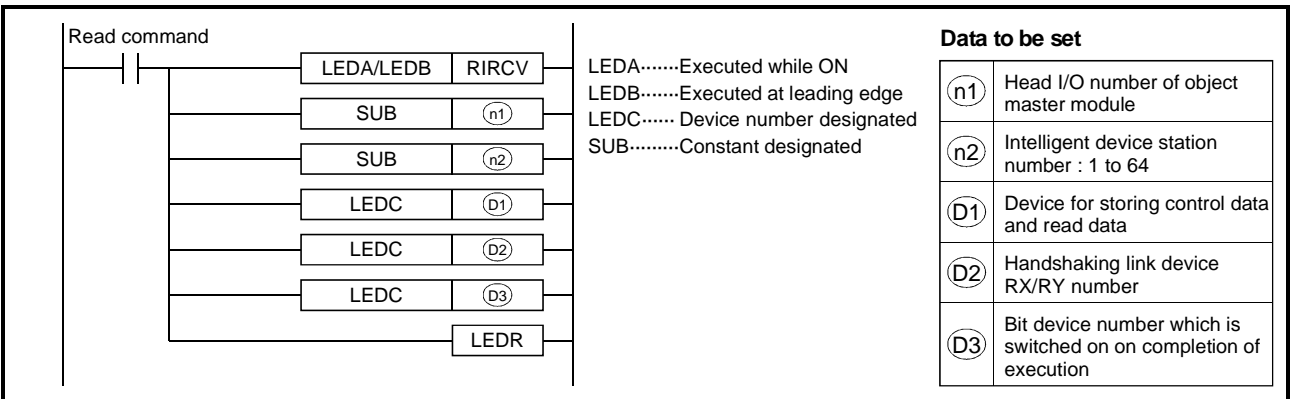 Read command
LEDA/LEDB RIRCV
SUB n1
SUB n2
LEDC D1
LEDC D2
LEDC D3
LEDR
LEDA·······Executed while ON
LEDB·······Executed at leading edge
LEDC······ Device number designated
SUB·········Constant designated
Data to be set
n1 Head I/O number of object
master module
n2 Intelligent device station
number : 1 to 64
D1 Device for storing control data
and read data
D2 Handshaking link device
RX/RY number
D3 Bit device number which is
switched on on completion of
execution